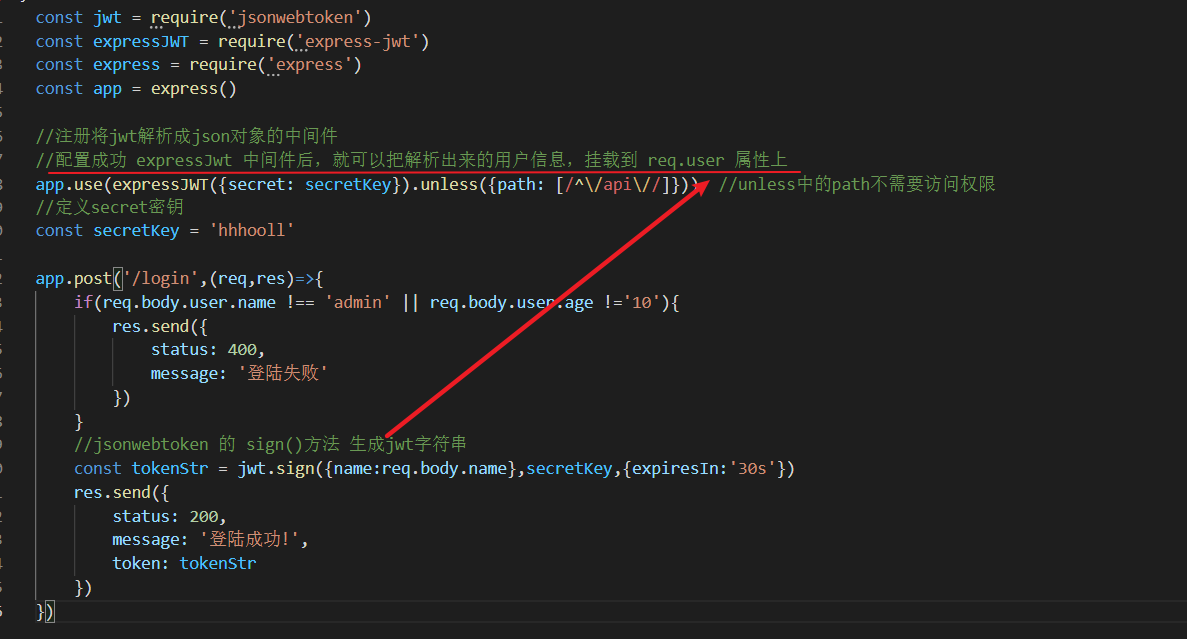 const jwt = require('jsonwebtoken')
const expressJWT = require('express-jwt')
const express = require('express')
const app = express()
//注册将jwt解析成json对象的中间件
//配置成功 expressJwt 中间件后，就可以把解析出来的用户信息，挂载到 req.user 属性上
app.use(expressJWT({secret: secretKey}).unless({path: [/^\/api\//]})) //unless中的path不需要访问权限
//定义secret密钥
const secretKey = 'hhhooll'
app.post('/login',(req,res)=>{
if(req.body.user.name !== 'admin' || req.body.user.age !='10'){
res.send({
status: 400,
message: '登陆失败'
})
}
//jsonwebtoken 的 sign()方法 生成jwt字符串
const tokenStr = jwt.sign({name:req.body.name},secretKey,{expiresIn:'30s'})
res.send({
status: 200,
message: '登陆成功!',
token: tokenStr
})
})